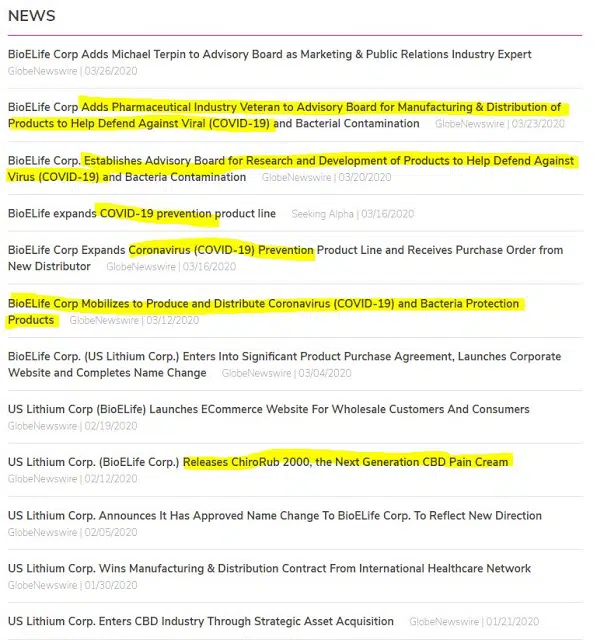 NEWS
BioELife Corp Adds Michael Terpin to Advisory Board as Marketing & Public Relations Industry Expert
GlobeNewswire | 03/26/2020
BioELife Corp Adds Pharmaceutical Industry Veteran to Advisory Board for Manufacturing & Distribution of
Products to Help Defend Against Viral (COVID-19) and Bacterial Contamination GlobeNewswire | 03/23/2020
BioELife Corp. Establishes Advisory Board for Research and Development of Products to Help Defend Against
Virus (COVID-19) and Bacteria Contamination GlobeNewswire | 03/20/2020
BioELife expands COVID-19 prevention product line Seeking Alpha | 03/16/2020
BioELife Corp Expands Coronavirus (COVID-19) Prevention Product Line and Receives Purchase Order from
New Distributor GlobeNewswire | 03/16/2020
BioELife Corp Mobilizes to Produce and Distribute Coronavirus (COVID-19) and Bacteria Protection
Products GlobeNewswire | 03/12/2020
BioELife Corp. (US Lithium Corp.) Enters Into Significant Product Purchase Agreement, Launches Corporate
Website and Completes Name Change GlobeNewswire | 03/04/2020
US Lithium Corp (BioELife) Launches ECommerce Website For Wholesale Customers And Consumers
GlobeNewswire | 02/19/2020
US Lithium Corp. (BioELife Corp.) Releases ChiroRub 2000, the Next Generation CBD Pain Cream
GlobeNewswire | 02/12/2020
US Lithium Corp. Announces It Has Approved Name Change To BioELife Corp. To Reflect New Direction
GlobeNewswire | 02/05/2020
US Lithium Corp. Wins Manufacturing & Distribution Contract From International Healthcare Network
GlobeNewswire | 01/30/2020
US Lithium Corp. Enters CBD Industry Through Strategic Asset Acquisition GlobeNewswire | 01/21/2020